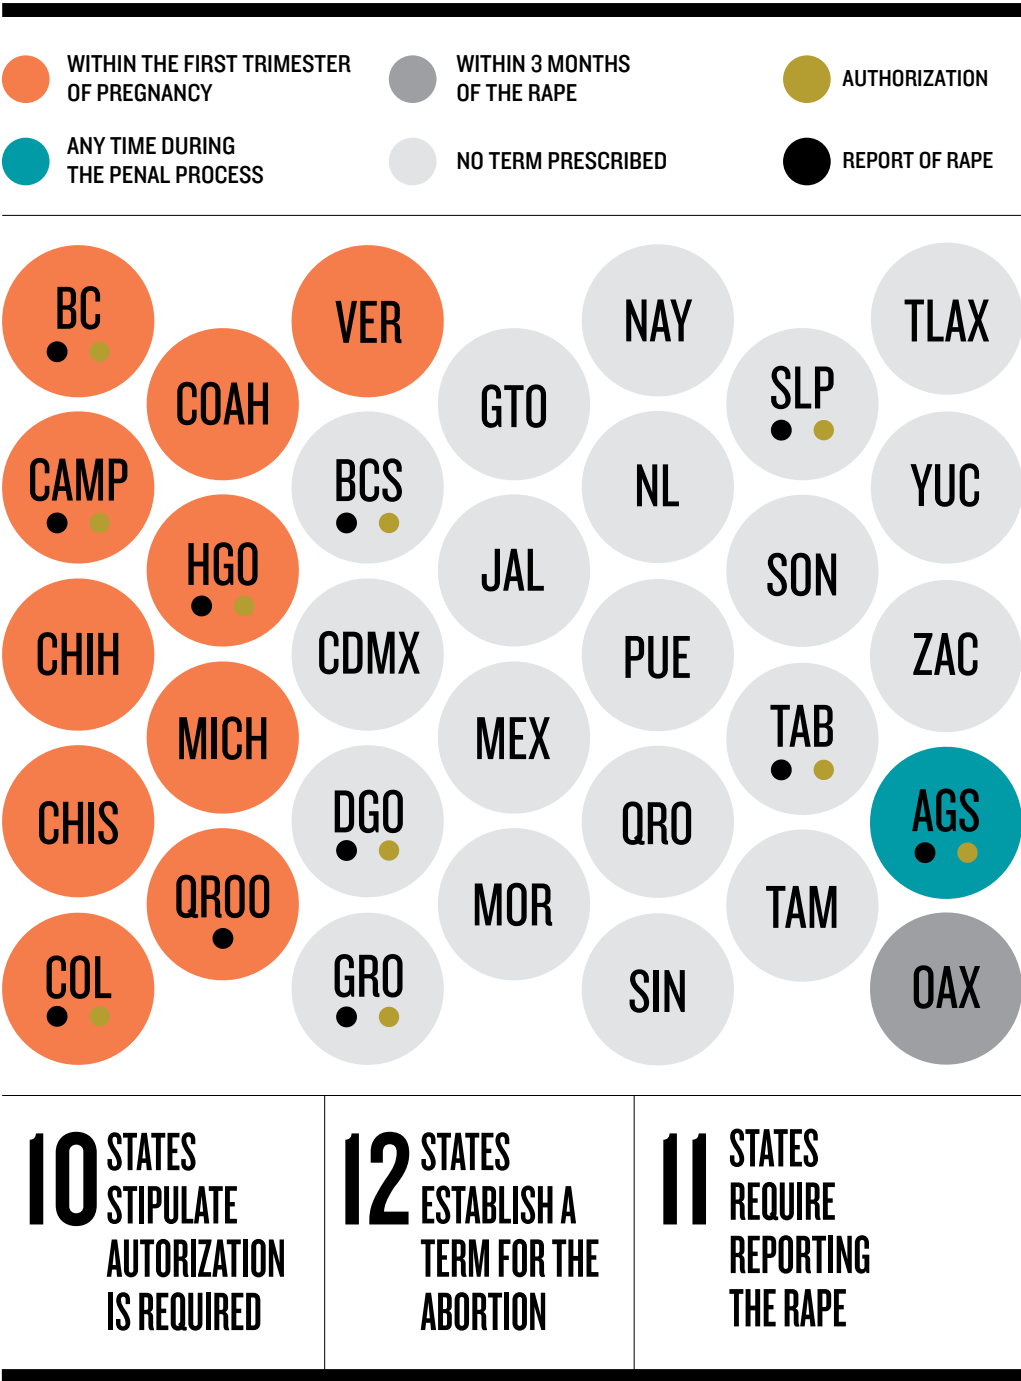 WITHIN THE FIRST TRIMESTER
OF PREGNANCY
WITHIN 3 MONTHS
OF THE RAPE
AUTHORIZATION
ANY TIME DURING
THE PENAL PROCESS
NO TERM PRESCRIBED
REPORT OF RAPE
BC
CAMP
CHIH
CHIS
COL
COAH
HGO
MICH
QROO
VER
BCS
CDMX
DGO
GRO
GTO
JAL
MEX
MOR
NAY
NL
PUE
QRO
SIN
SLP
SON
TAB
TAM
TLAX
YUC
ZAC
AGS
OAX
10 STATES
STIPULATE
AUTORIZATION
IS REQUIRED
12 STATES
ESTABLISH A
TERM FOR THE
ABORTION
11 STATES
REQUIRE
REPORTING
THE RAPE